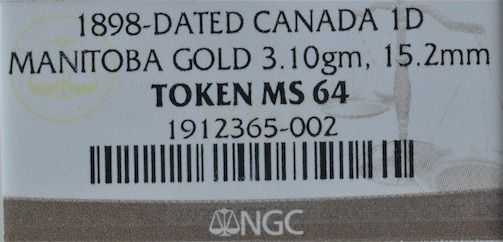 1898-DATED CANADA 1D
MANITOBA GOLD 3.10gm, 15.2mm
TOKEN MS 64
1912365-002
NGC